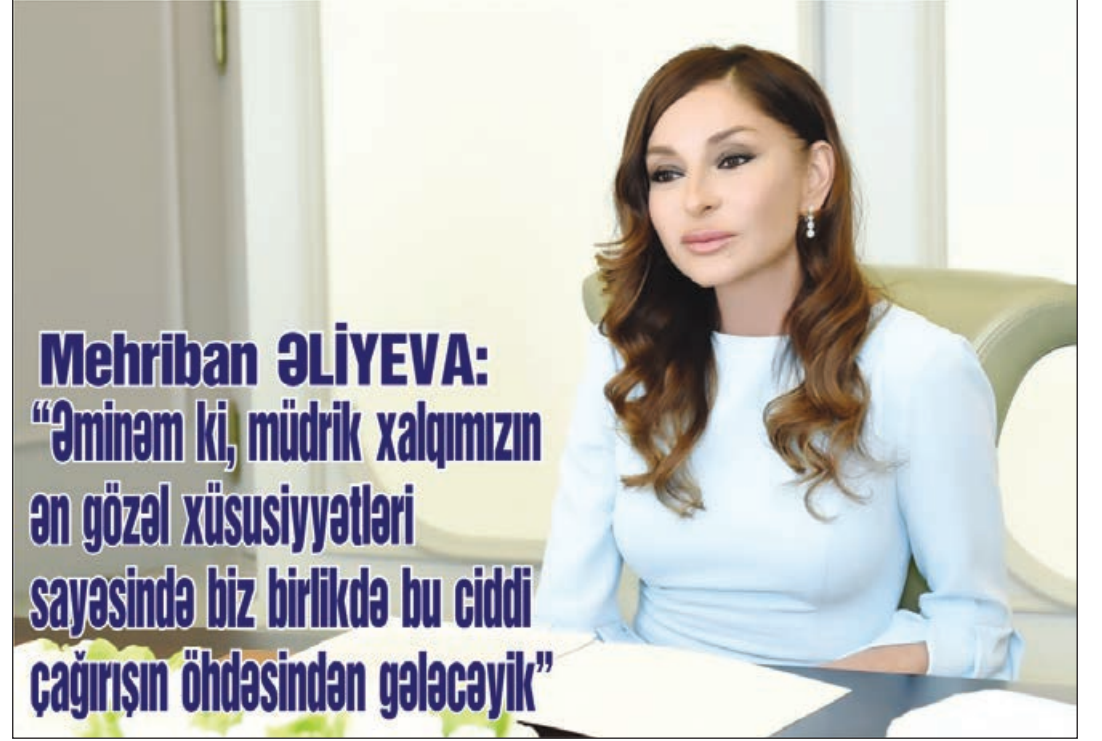 Mehriban ƏLİYEVA:
“Əminəm ki, müdrik xalqımızın
ən gözəl xüsusiyyətləri
sayəsində biz birlikdə bu ciddi
çağırışın öhdəsindən gələcəyik”